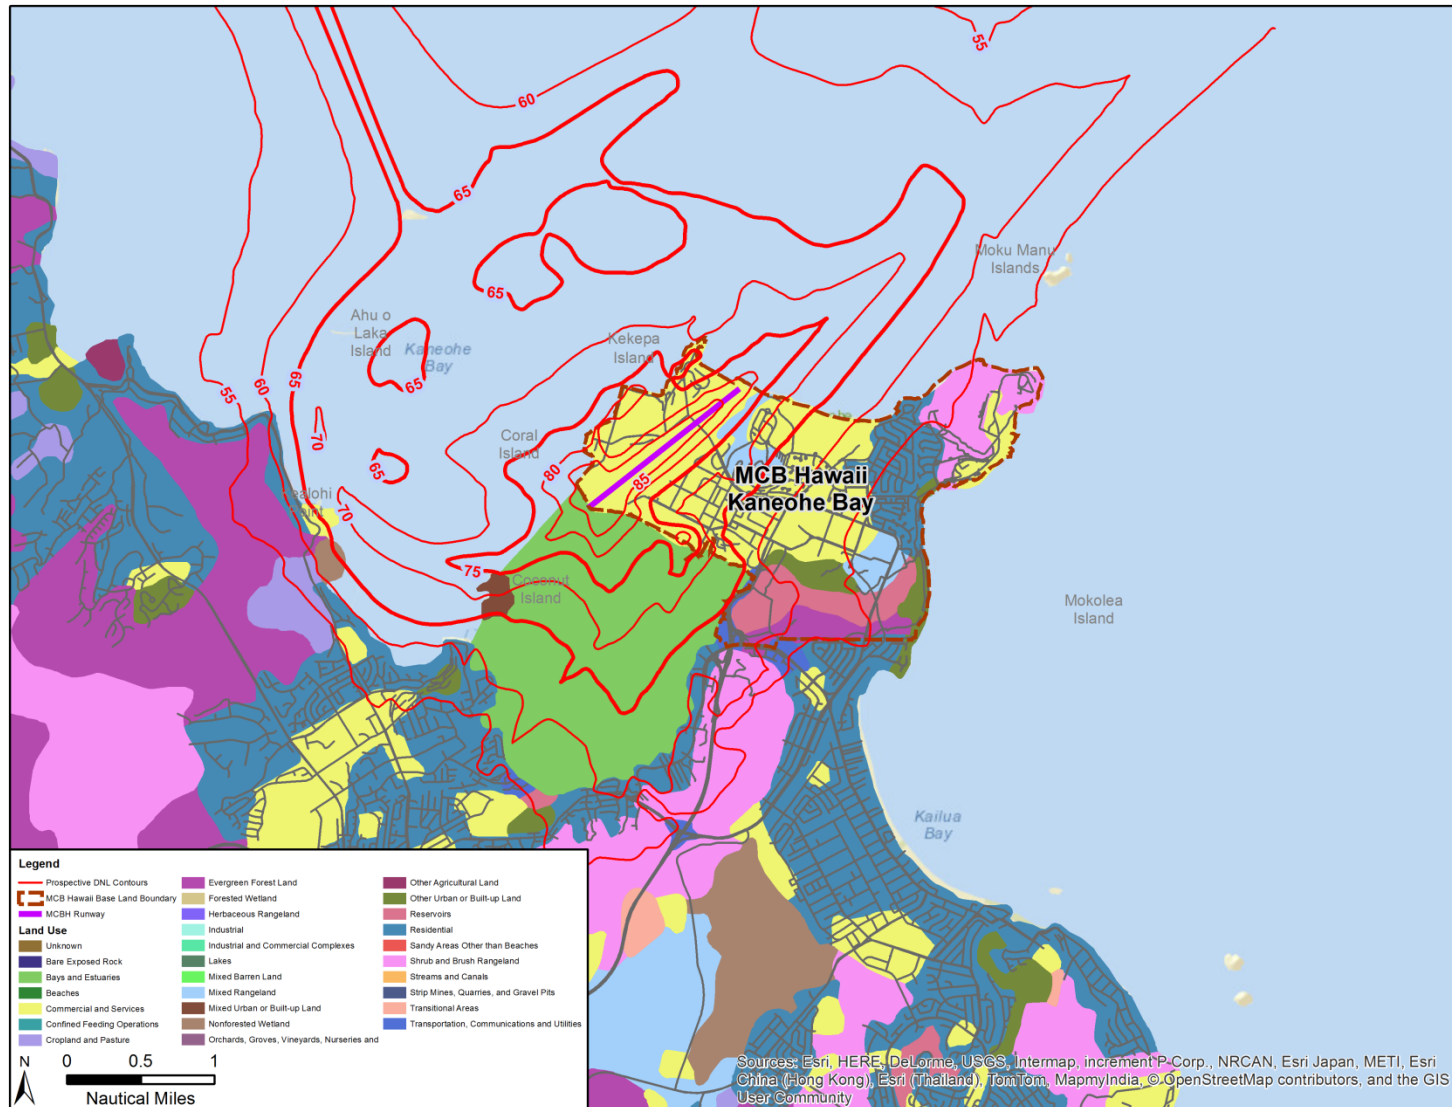 55
60
65
Moku Manu
Islands
65
Ahu o
Laka
Island
Kaneohe
Bay
Kekepa
Island
65
55
60
65
70
Coral
Island
65
80
85
MCB Hawaii
Kaneohe Bay
Point
70
75
Coconut
Island
Mokolea
Island
Kailua
Bay
Legend
Prospective DNL Contours
MCB Hawaii Base Land Boundary
MCBH Runway
Land Use
Unknown
Bare Exposed Rock
Bays and Estuaries
Beaches
Commercial and Services
Confined Feeding Operations
Cropland and Pasture
Evergreen Forest Land
Forested Wetland
Herbaceous Rangeland
Industrial
Industrial and Commercial Complexes
Lakes
Mixed Barren Land
Mixed Rangeland
Mixed Urban or Built-up Land
Nonforested Wetland
Orchards, Groves, Vineyards, Nurseries and
Other Agricultural Land
Other Urban or Built-up Land
Reservoirs
Residential
Sandy Areas Other than Beaches
Shrub and Brush Rangeland
Streams and Canals
Strip Mines, Quarries, and Gravel Pits
Transitional Areas
Transportation, Communications and Utilities
N
0 0.5 1
Nautical Miles
Sources: Esri, HERE, DeLorme, USGS, Intermap, increment P Corp., NRCAN, Esri Japan, METI, Esri
China (Hong Kong), Esri (Thailand), TomTom, MapmyIndia, © OpenStreetMap contributors, and the GIS
User Community